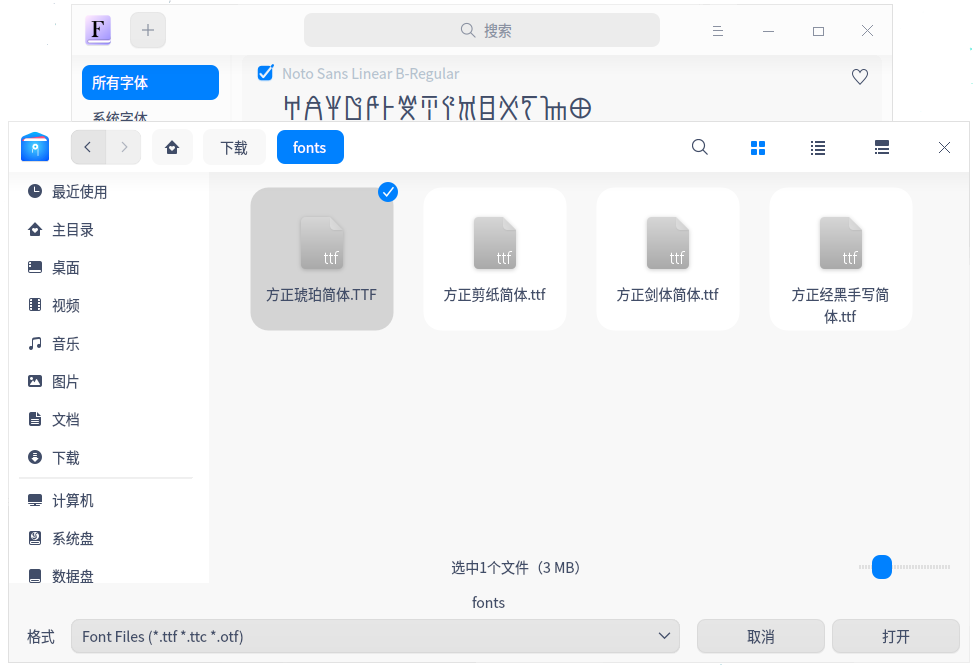 F
搜索
所有字体
Noto Sans Linear B-Regular
系统字体
下载
fonts
最近使用
主目录
桌面
视频
音乐
图片
文档
下载
计算机
系统盘
数据盘
ttf
方正琥珀简体.TTF
ttf
方正剪纸简体.ttf
ttf
方正剑体简体.ttf
ttf
方正经黑手写简
体.ttf
选中1个文件（3 MB）
fonts
格式
Font Files (*.ttf *.ttc *.otf)
取消
打开